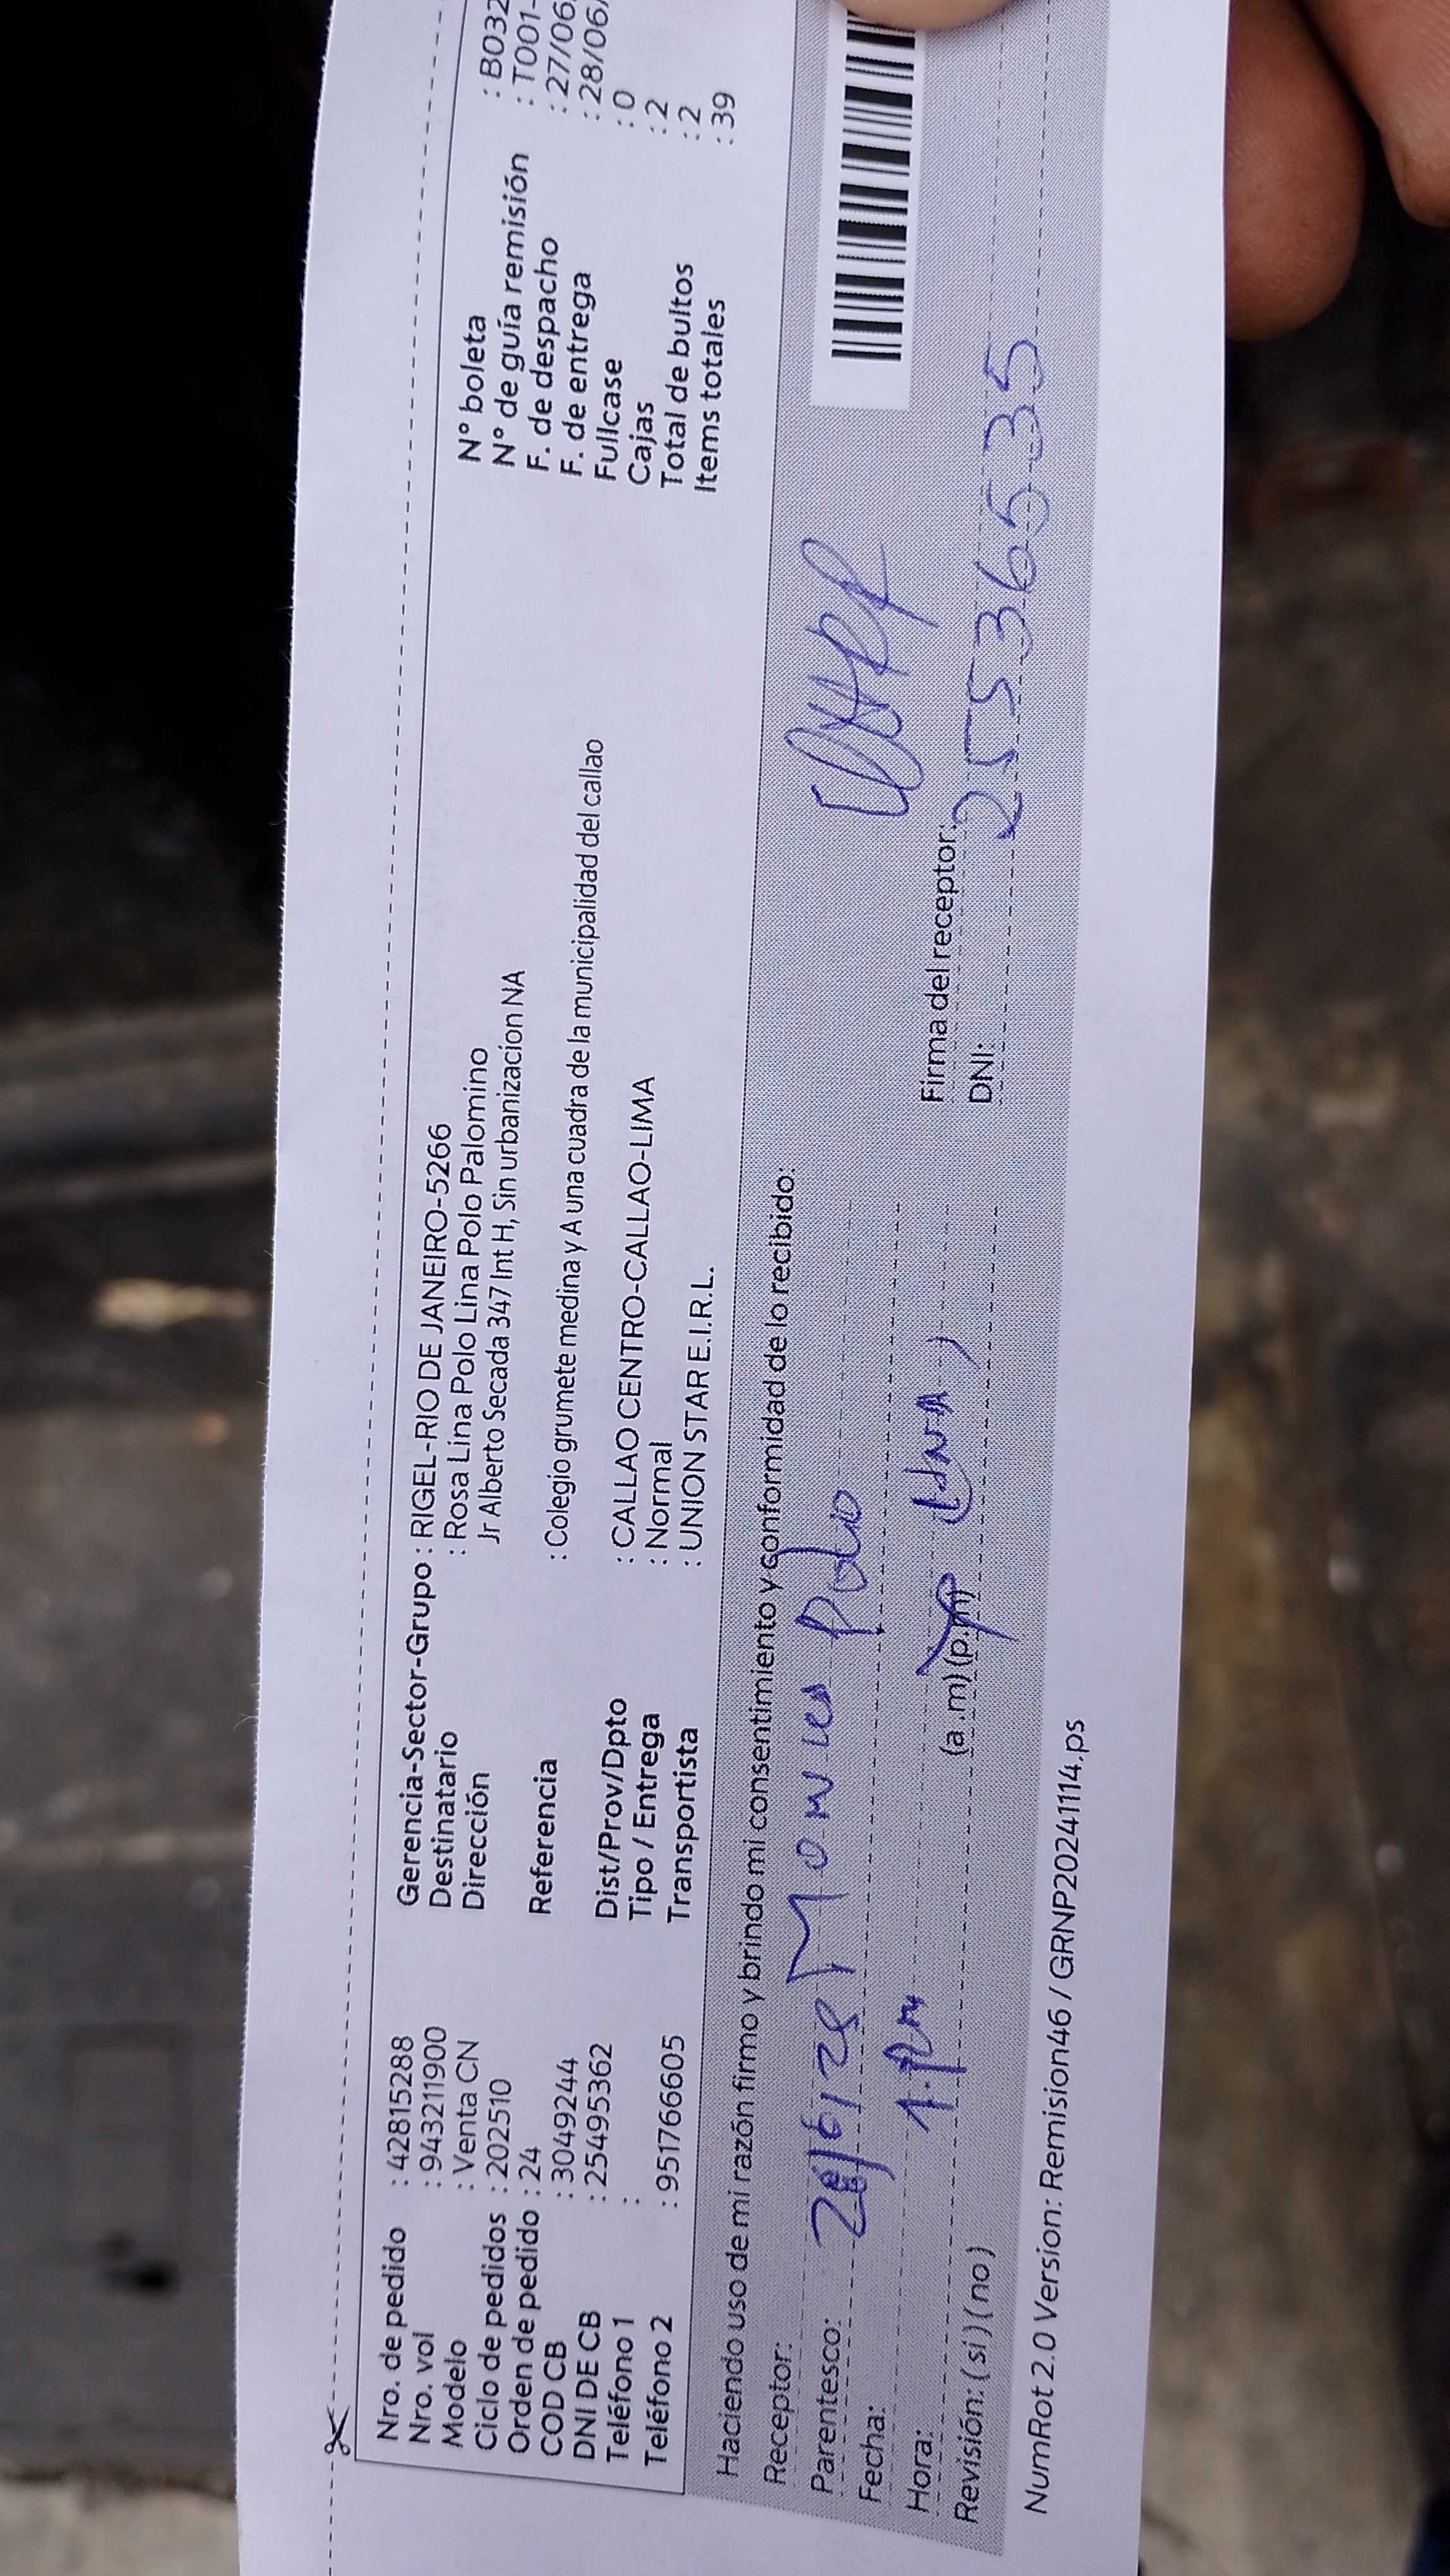 Nro. de pedido : 42815288
Nro. vol : 943211900
Modelo : Venta CN
Ciclo de pedidos : 202510
Orden de pedido : 24
COD CB : 3049244
DNI DE CB : 25495362
Teléfono 1 :
Teléfono 2 : 951766605
Gerencia-Sector-Grupo : RIGEL-RIO DE JANEIRO-5266
Destinatario : Rosa Lina Polo Lina Polo Palomino
Dirección Jr Alberto Secada 347 Int H, Sin urbanizacion NA
Referencia : Colegio grumete medina y A una cuadra de la municipalidad del callao
Dist/Prov/Dpto : CALLAO CENTRO-CALLAO-LIMA
Tipo / Entrega : Normal
Transportista : UNION STAR E.I.R.L.
N° boleta : B032
N° de guía remisión : T001-
F. de despacho : 27/06
F. de entrega : 28/06/
Fullcase : 0
Cajas : 2
Total de bultos : 2
Items totales : 39
Haciendo uso de mi razón firmo y brindo mi consentimiento y conformidad de lo recibido:
Receptor: Polo
Parentesco:
Fecha:
Hora: (a .m) (p.m)
Revisión: ( si ) ( no )
Firma del receptor:
DNI: 25536535
NumRot 2.0 Version: Remision46 / GRNP20241114.ps